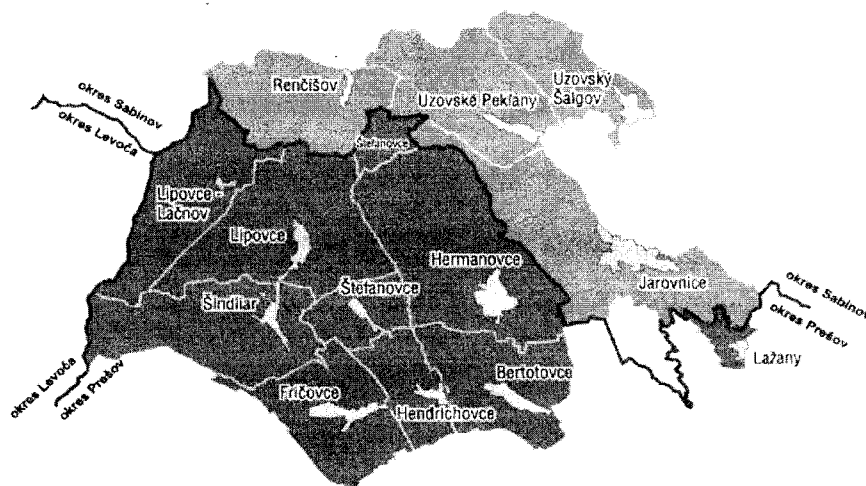 Renčišov
Uzovský
Šalgov
Uzovské Pekľany
okres Sabinov
okres Levoča
Štefanovce
Lipovce-
Lačnov
Lipovce
Hermanovce
Jarovnice
okres Sabinov
okres Prešov
Šindliar
Štefanovce
Lažany
Bertotovce
okres Levoča
okres Prešov
Fričovce
Hendrichovce